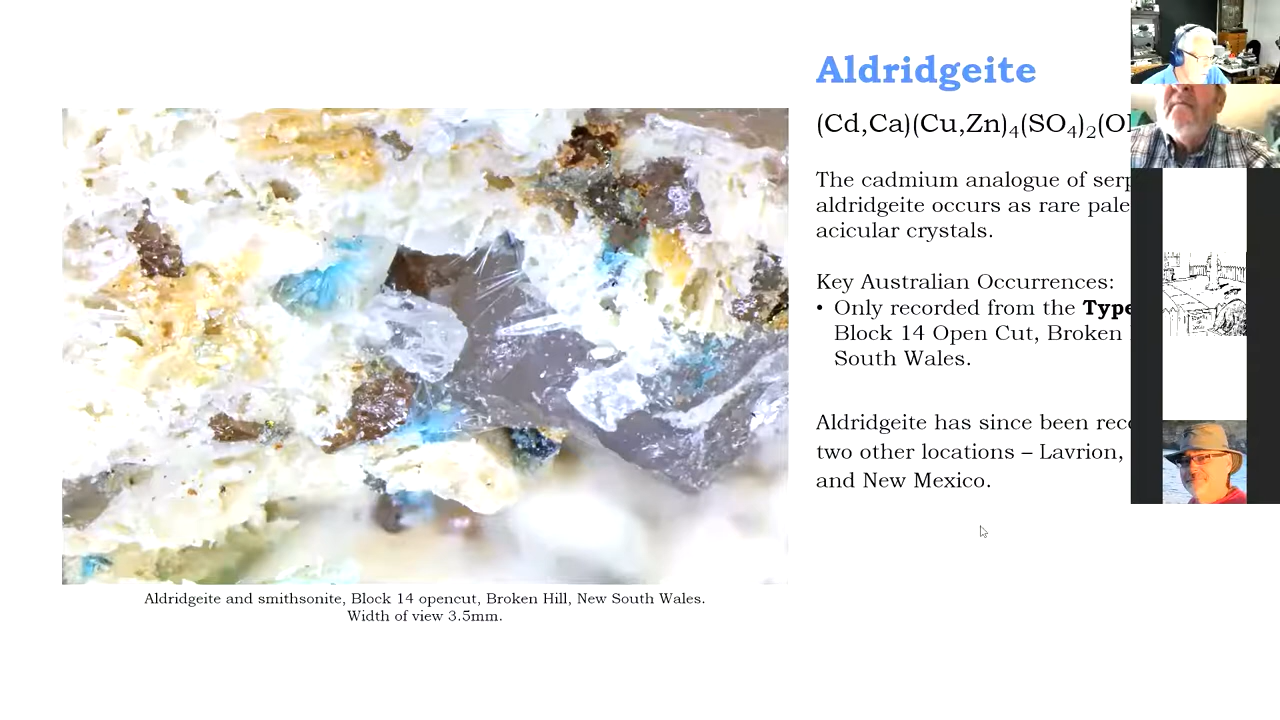 Aldridgeite
(Cd,Ca)(Cu,Zn)₄(SO₄)₂(O
The cadmium analogue of
aldridgeite occurs as rare pale
acicular crystals.
Key Australian Occurrences:
• Only recorded from the Type
Block 14 Open Cut, Broken
South Wales.
Aldridgeite has since been
two other locations – Lavrion,
and New Mexico.
Aldridgeite and smithsonite, Block 14 opencut, Broken Hill, New South Wales.
Width of view 3.5mm.